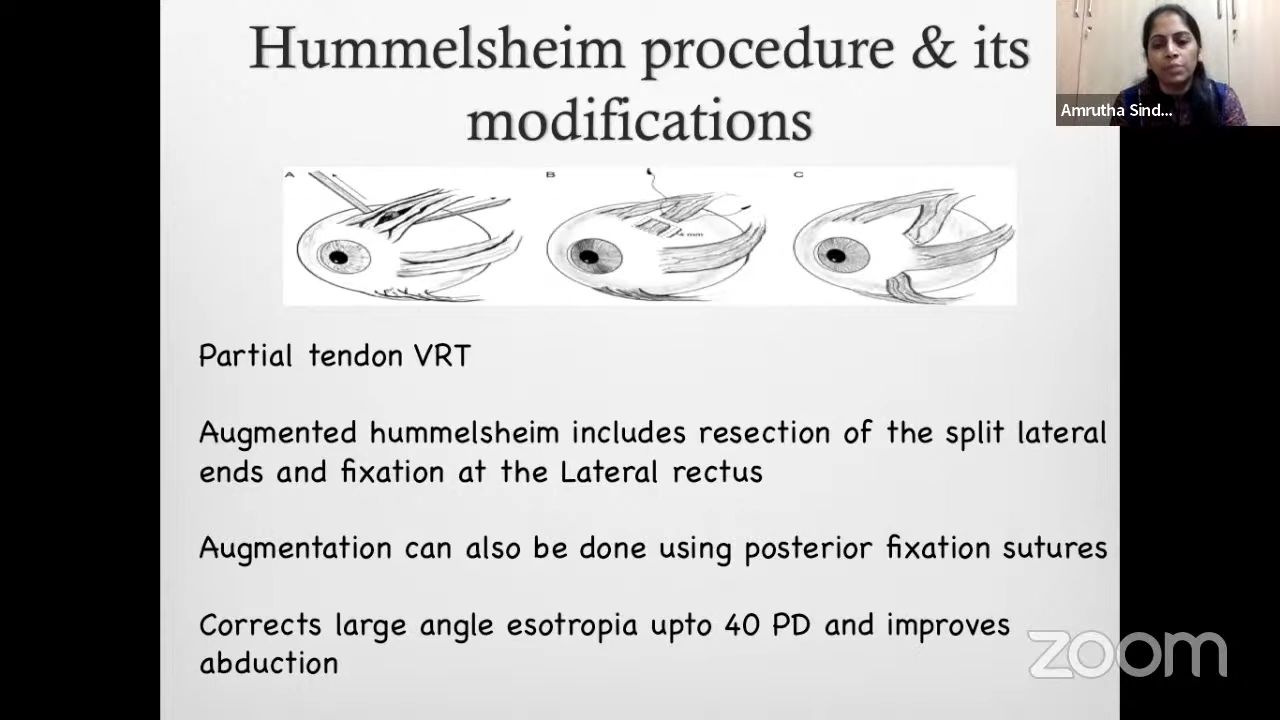 Hummelsheim procedure & its
modifications
Amrutha Sind...
A
B
C
4 mm
Partial tendon VRT
Augmented hummelsheim includes resection of the split lateral
ends and fixation at the Lateral rectus
Augmentation can also be done using posterior fixation sutures
Corrects large angle esotropia upto 40 PD and improves
abduction
zoom